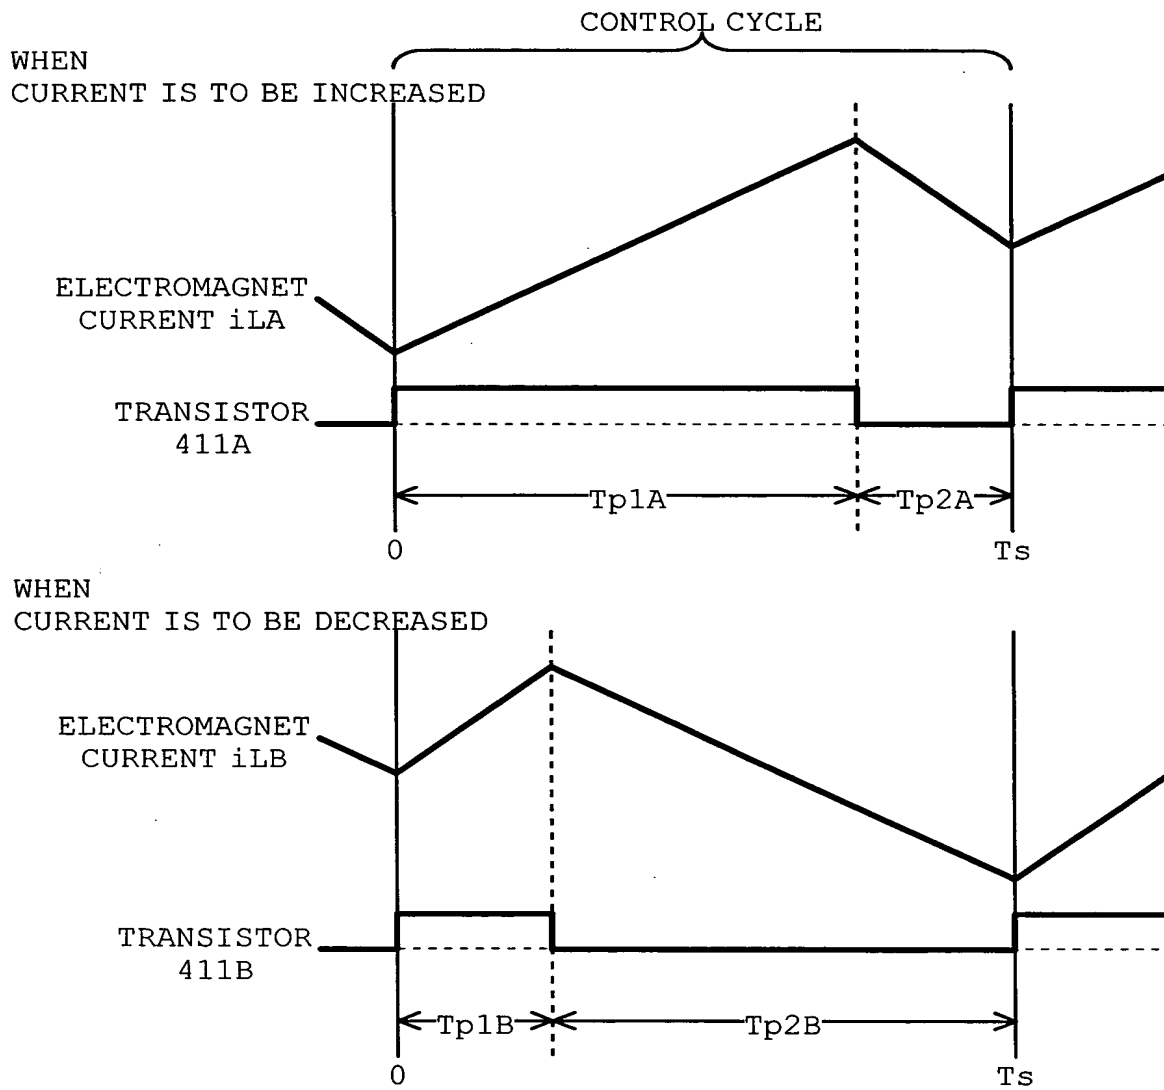 CONTROL CYCLE
WHEN
CURRENT IS TO BE INCREASED
ELECTROMAGNET
CURRENT iLA
TRANSISTOR
411A
Tp1A
Tp2A
0
Ts
WHEN
CURRENT IS TO BE DECREASED
ELECTROMAGNET
CURRENT iLB
TRANSISTOR
411B
Tp1B
Tp2B
0
Ts